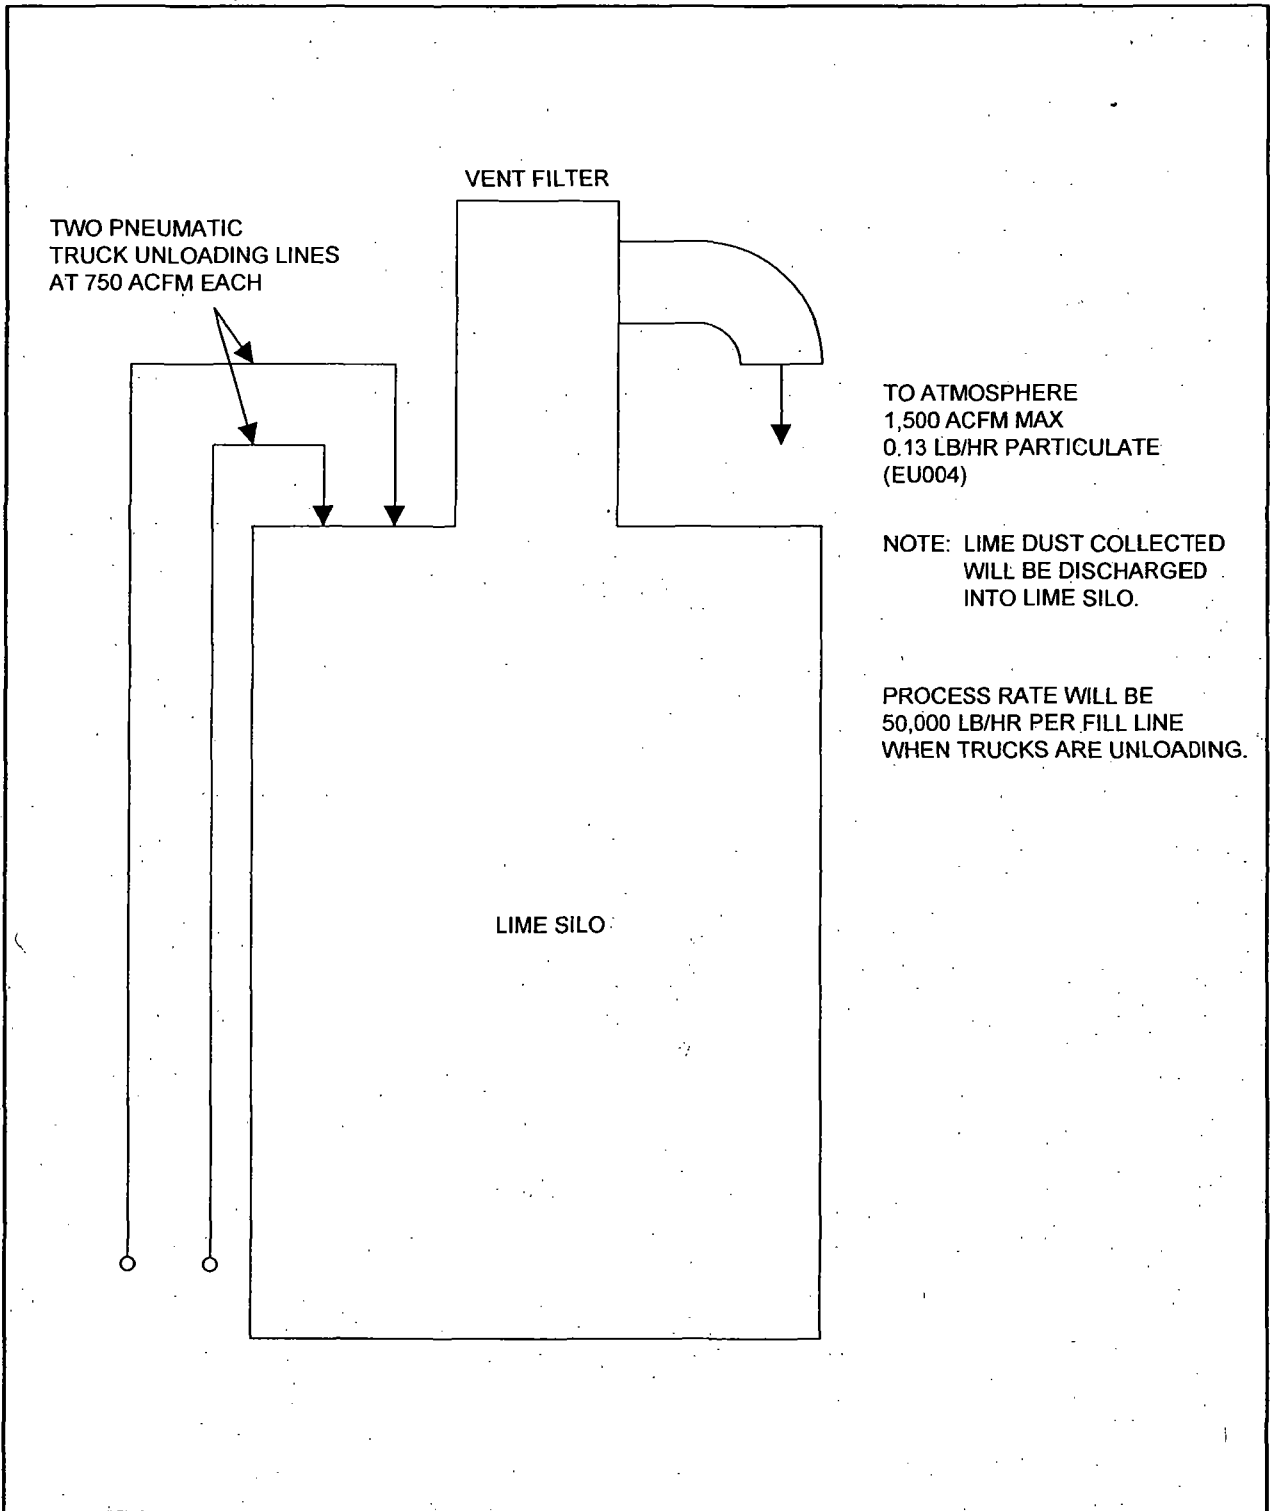 VENT FILTER
TWO PNEUMATIC
TRUCK UNLOADING LINES
AT 750 ACFM EACH
TO ATMOSPHERE
1,500 ACFM MAX
0.13 LB/HR PARTICULATE
(EU004)
NOTE: LIME DUST COLLECTED
WILL BE DISCHARGED
INTO LIME SILO.
PROCESS RATE WILL BE
50,000 LB/HR PER FILL LINE
WHEN TRUCKS ARE UNLOADING.
LIME SILO